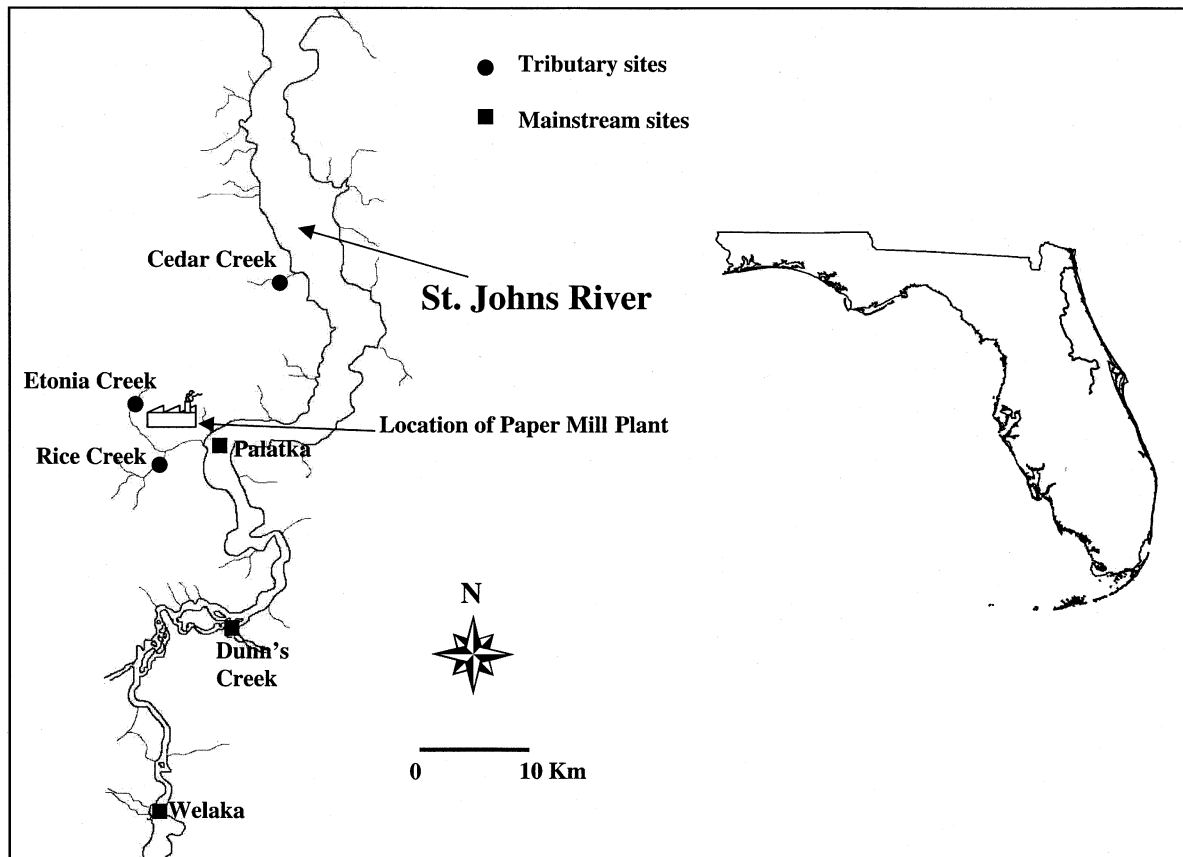 Tributary sites
Mainstream sites
Cedar Creek
St. Johns River
Etonia Creek
Location of Paper Mill Plant
Rice Creek
Palatka
N
Dunn's
Creek
0 10 Km
Welaka